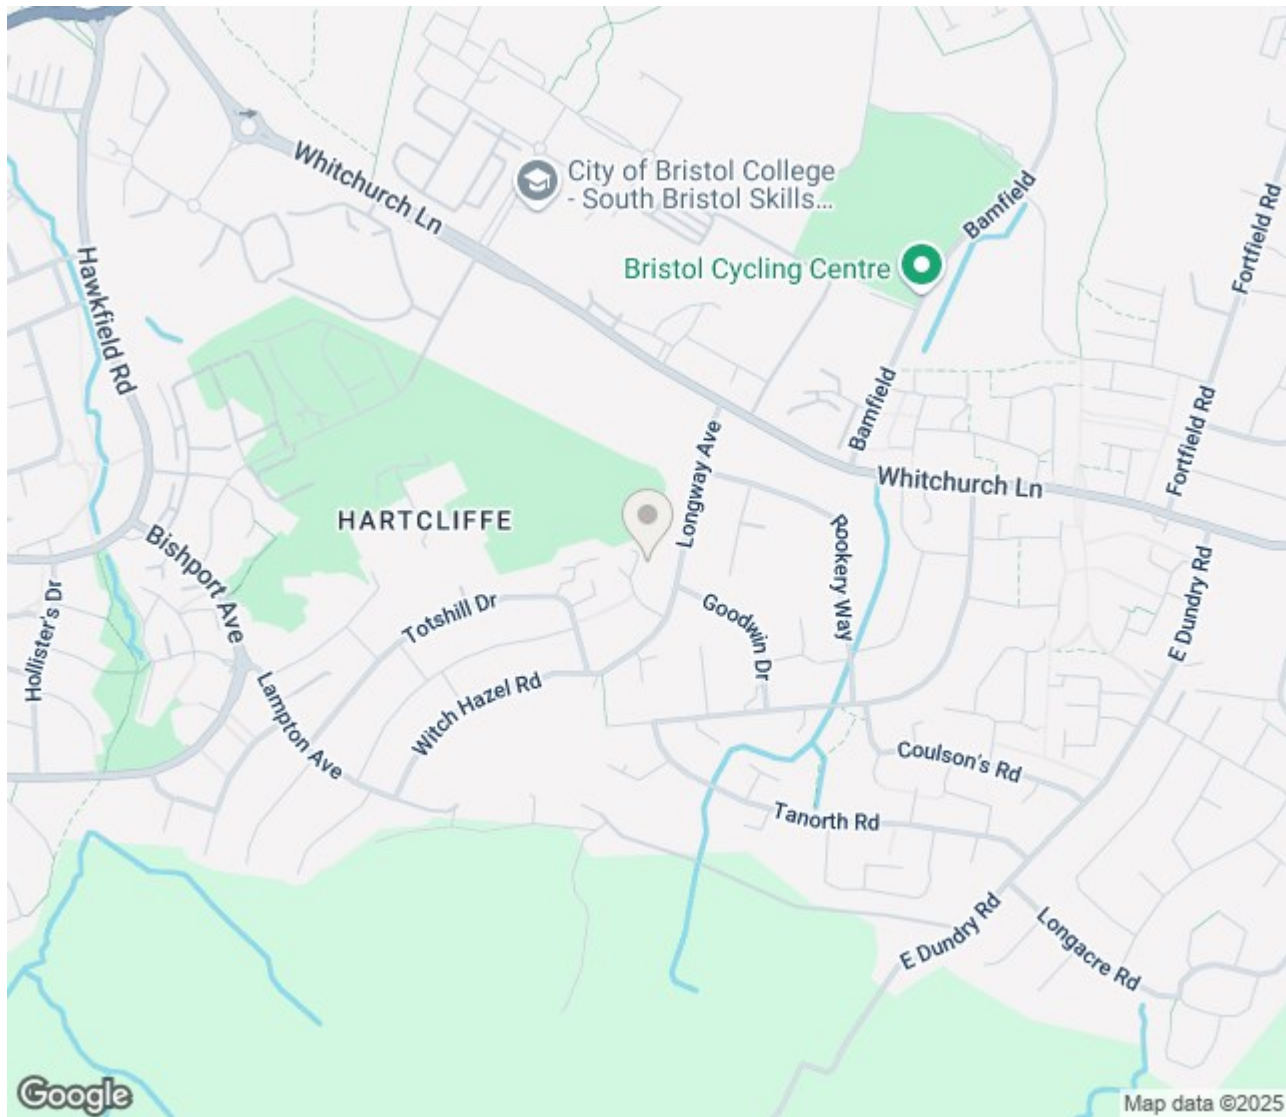 Whitchurch Ln
City of Bristol College
- South Bristol Skills...
Bamfield
Fortfield Rd
Bristol Cycling Centre
Hawkfield Rd
Bamfield
Fortfield Rd
Longway Ave
Whitchurch Ln
HARTCLIFFE
Bishport Ave
Rookery Way
E Dundry Rd
Hollister's Dr
Totshill Dr
Goodwin Dr
Lampton Ave
Witch Hazel Rd
Coulson's Rd
Tanorth Rd
E Dundry Rd
Longacre Rd
Google
Map data ©2025